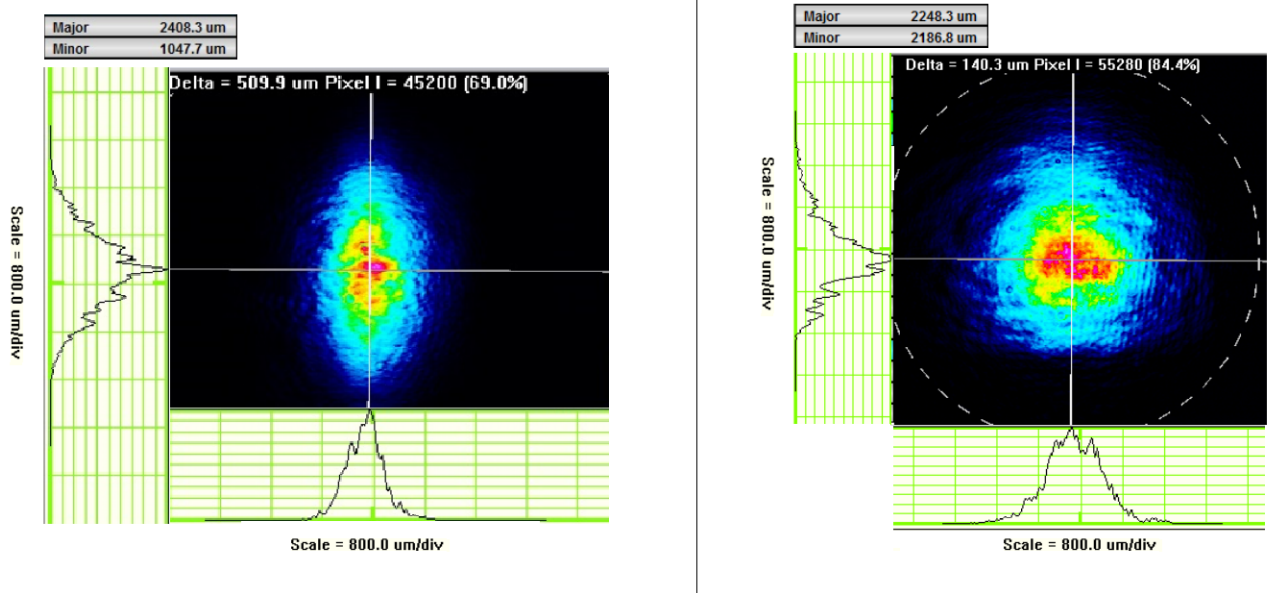 Major 2408.3 um
Minor 1047.7 um
Delta = 509.9 um Pixel I = 45200 (69.0%)
Scale = 800.0 um/div
Scale = 800.0 um/div
Major 2248.3 um
Minor 2186.8 um
Delta = 140.3 um Pixel I = 55280 (84.4%)
Scale = 800.0 um/div
Scale = 800.0 um/div